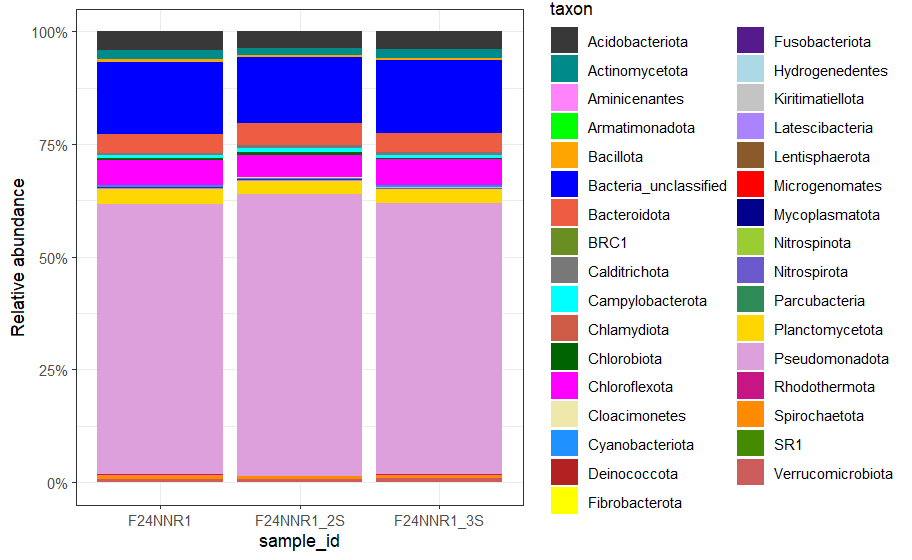 taxon
Relative abundance
100%
75%
50%
25%
0%
F24NNR1
F24NNR1_2S
F24NNR1_3S
sample_id
Acidobacteriota
Actinomycetota
Aminicenantes
Armatimonadota
Bacillota
Bacteria_unclassified
Bacteroidota
BRC1
Calditrichota
Campylobacterota
Chlamydiota
Chlorobiota
Chloroflexota
Cloacimonetes
Cyanobacteriota
Deinococcota
Fibrobacterota
Fusobacteriota
Hydrogenedentes
Kiritimatiellota
Latescibacteria
Lentisphaerota
Microgenomates
Mycoplasmatota
Nitrospinota
Nitrospirota
Parcubacteria
Planctomycetota
Pseudomonadota
Rhodothermota
Spirochaetota
SR1
Verrucomicrobiota